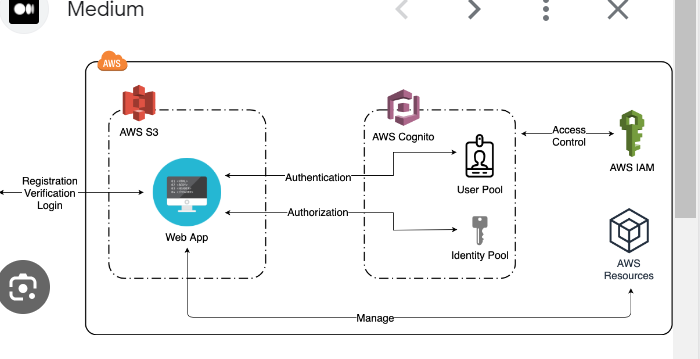 Medium
AWS
AWS S3
AWS Cognito
Access
Control
AWS IAM
Registration
Verification
Login
Authentication
User Pool
Authorization
Web App
Identity Pool
AWS
Resources
Manage